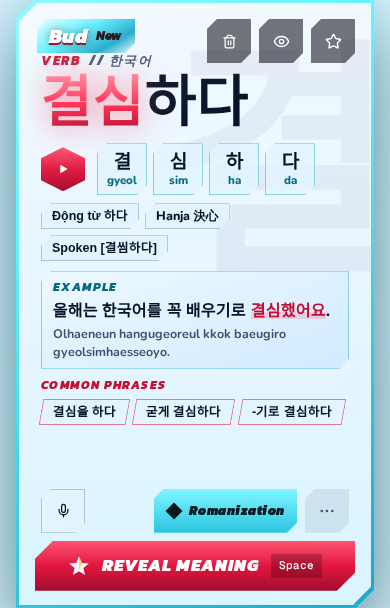 Bud New
VERB // 한국어
결심하다
결 심 하 다
gyeol sim ha da
Động từ 하다 Hanja 決心
Spoken [결씸하다]
EXAMPLE
올해는 한국어를 꼭 배우기로 결심했어요.
Olhaeneun hangugeoreul kkok baeugiro
gyeolsimhaesseoyo.
COMMON PHRASES
결심을 하다 굳게 결심하다 -기로 결심하다
Romanization
REVEAL MEANING Space